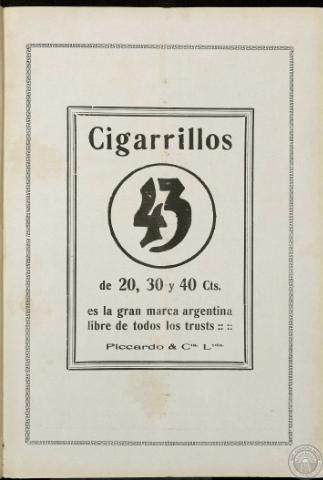 Cigarrillos
43
de 20, 30 y 40 Cts.
es la gran marca argentina
libre de todos los trusts :: ::
Piccardo & Cía. Ltda.